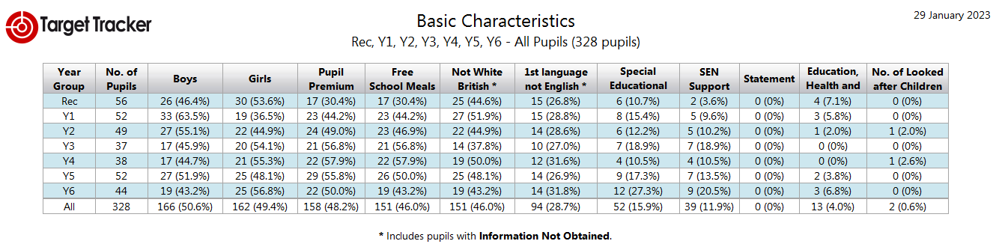 Target Tracker
Basic Characteristics
29 January 2023
Rec, Y1, Y2, Y3, Y4, Y5, Y6 - All Pupils (328 pupils)
Year Group No. of Pupils Boys Girls Pupil Premium Free School Meals Not White British * 1st language not English * Special Educational SEN Support Statement Education, Health and No. of Looked after Children
Rec 56 26 (46.4%) 30 (53.6%) 17 (30.4%) 17 (30.4%) 25 (44.6%) 15 (26.8%) 6 (10.7%) 2 (3.6%) 0 (0%) 4 (7.1%) 0 (0%)
Y1 52 33 (63.5%) 19 (36.5%) 23 (44.2%) 23 (44.2%) 27 (51.9%) 15 (28.8%) 8 (15.4%) 5 (9.6%) 0 (0%) 3 (5.8%) 0 (0%)
Y2 49 27 (55.1%) 22 (44.9%) 24 (49.0%) 23 (46.9%) 22 (44.9%) 14 (28.6%) 6 (12.2%) 5 (10.2%) 0 (0%) 1 (2.0%) 1 (2.0%)
Y3 37 17 (45.9%) 20 (54.1%) 21 (56.8%) 21 (56.8%) 14 (37.8%) 10 (27.0%) 7 (18.9%) 7 (18.9%) 0 (0%) 0 (0%) 0 (0%)
Y4 38 17 (44.7%) 21 (55.3%) 22 (57.9%) 22 (57.9%) 19 (50.0%) 12 (31.6%) 4 (10.5%) 4 (10.5%) 0 (0%) 0 (0%) 1 (2.6%)
Y5 52 27 (51.9%) 25 (48.1%) 29 (55.8%) 26 (50.0%) 25 (48.1%) 14 (26.9%) 9 (17.3%) 7 (13.5%) 0 (0%) 2 (3.8%) 0 (0%)
Y6 44 19 (43.2%) 25 (56.8%) 22 (50.0%) 19 (43.2%) 19 (43.2%) 14 (31.8%) 12 (27.3%) 9 (20.5%) 0 (0%) 3 (6.8%) 0 (0%)
All 328 166 (50.6%) 162 (49.4%) 158 (48.2%) 151 (46.0%) 151 (46.0%) 94 (28.7%) 52 (15.9%) 39 (11.9%) 0 (0%) 13 (4.0%) 2 (0.6%)
* Includes pupils with Information Not Obtained.